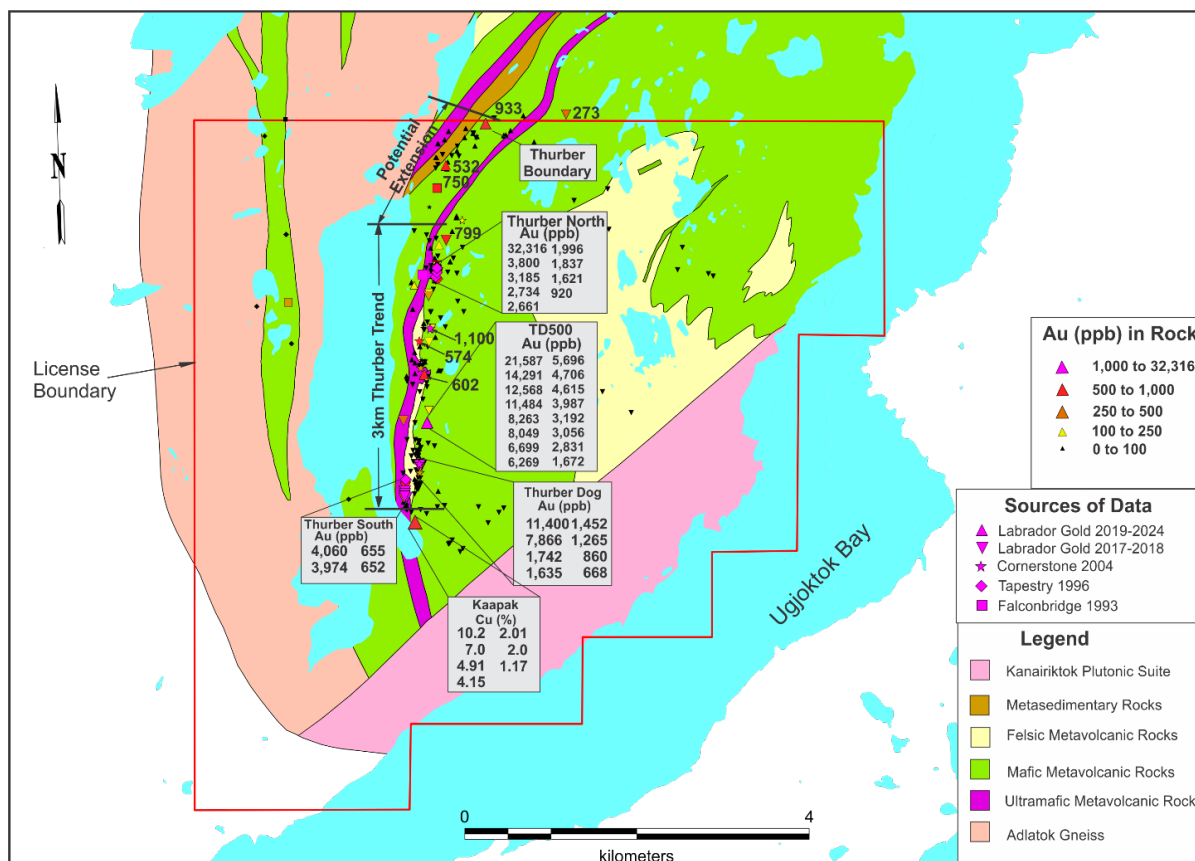 N
License
Boundary
Potential
Extension
3km Thurber Trend
933
273
Thurber
Boundary
532
750
799
Thurber North
Au (ppb)
32,316 1,996
3,800 1,837
3,185 1,621
2,734 920
2,661
1,100
574
602
TD500
Au (ppb)
21,587 5,696
14,291 4,706
12,568 4,615
11,484 3,987
8,263 3,192
8,049 3,056
6,699 2,831
6,269 1,672
Thurber Dog
Au (ppb)
11,400 1,452
7,866 1,265
1,742 860
1,635 668
Thurber South
Au (ppb)
4,060 655
3,974 652
Kaapak
Cu (%)
10.2 2.01
7.0 2.0
4.91 1.17
4.15
Ugjoktok Bay
0 4
kilometers
Au (ppb) in Rock
1,000 to 32,316
500 to 1,000
250 to 500
100 to 250
0 to 100
Sources of Data
Labrador Gold 2019-2024
Labrador Gold 2017-2018
Cornerstone 2004
Tapestry 1996
Falconbridge 1993
Legend
Kanairiktok Plutonic Suite
Metasedimentary Rocks
Felsic Metavolcanic Rocks
Mafic Metavolcanic Rocks
Ultramafic Metavolcanic Rock
Adlatok Gneiss